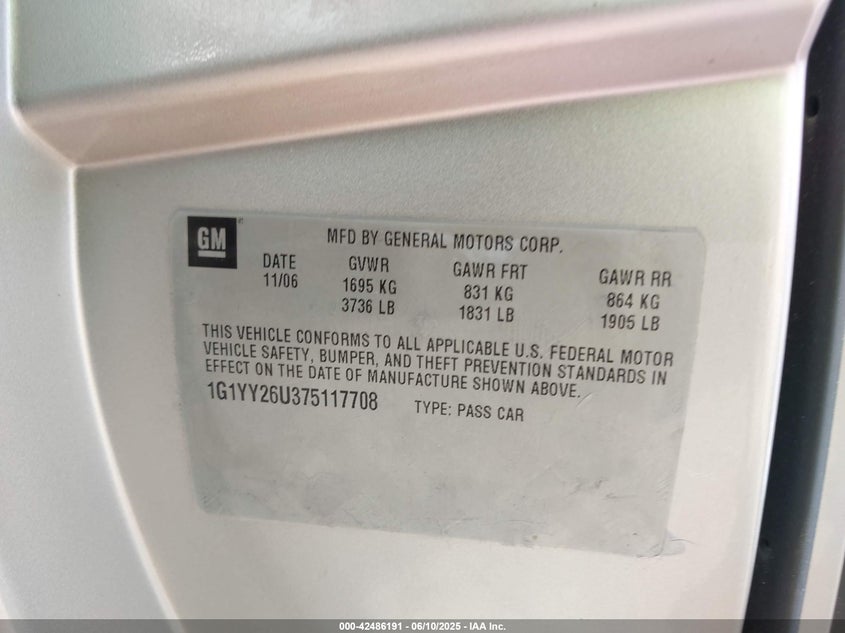 GM
MFD BY GENERAL MOTORS CORP.
DATE GVWR GAWR FRT GAWR RR
11/06 1695 KG 831 KG 864 KG
3736 LB 1831 LB 1905 LB
THIS VEHICLE CONFORMS TO ALL APPLICABLE U.S. FEDERAL MOTOR
VEHICLE SAFETY, BUMPER, AND THEFT PREVENTION STANDARDS IN
EFFECT ON THE DATE OF MANUFACTURE SHOWN ABOVE.
1G1YY26U375117708 TYPE: PASS CAR
000-42486191 - 06/10/2025 - IAA Inc.